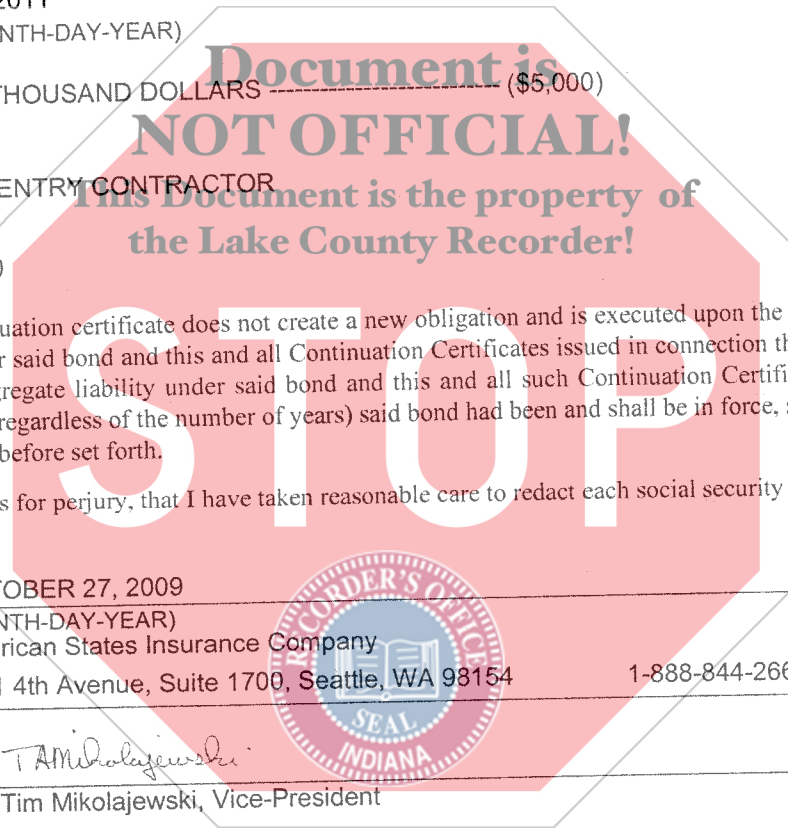 2011
NTH-DAY-YEAR)
Document is
THOUSAND DOLLARS ------------------------------ ($5,000)
NOT OFFICIAL!
ENTRY CONTRACTOR
This Document is the property of
the Lake County Recorder!
)
STOP
uation certificate does not create a new obligation and is executed upon the
r said bond and this and all Continuation Certificates issued in connection th
gregate liability under said bond and this and all such Continuation Certifi
regardless of the number of years) said bond had been and shall be in force,
before set forth.
s for perjury, that I have taken reasonable care to redact each social security
TOBER 27, 2009
NTH-DAY-YEAR)
rican States Insurance Company
4th Avenue, Suite 1700, Seattle, WA 98154 1-888-844-266
RECORDER'S OFFICE
SEAL
INDIANA
TAMikolajewski
Tim Mikolajewski, Vice-President